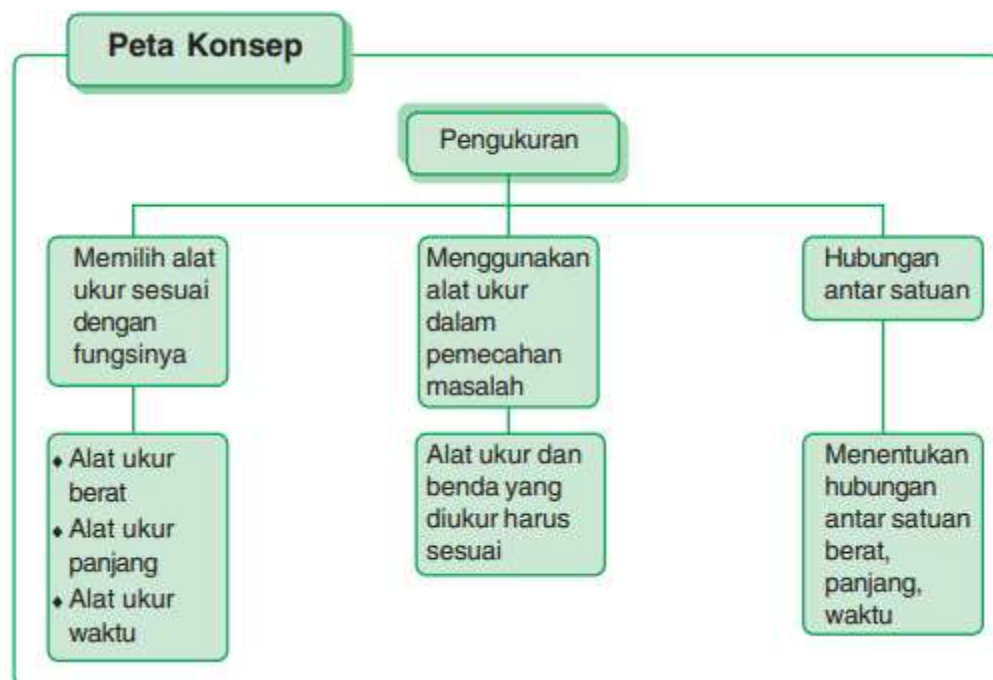 Peta Konsep
Pengukuran
Memilih alat
ukur sesuai
dengan
fungsinya
♦ Alat ukur
berat
♦ Alat ukur
panjang
♦ Alat ukur
waktu
Menggunakan
alat ukur
dalam
pemecahan
masalah
Alat ukur dan
benda yang
diukur harus
sesuai
Hubungan
antar satuan
Menentukan
hubungan
antar satuan
berat,
panjang,
waktu